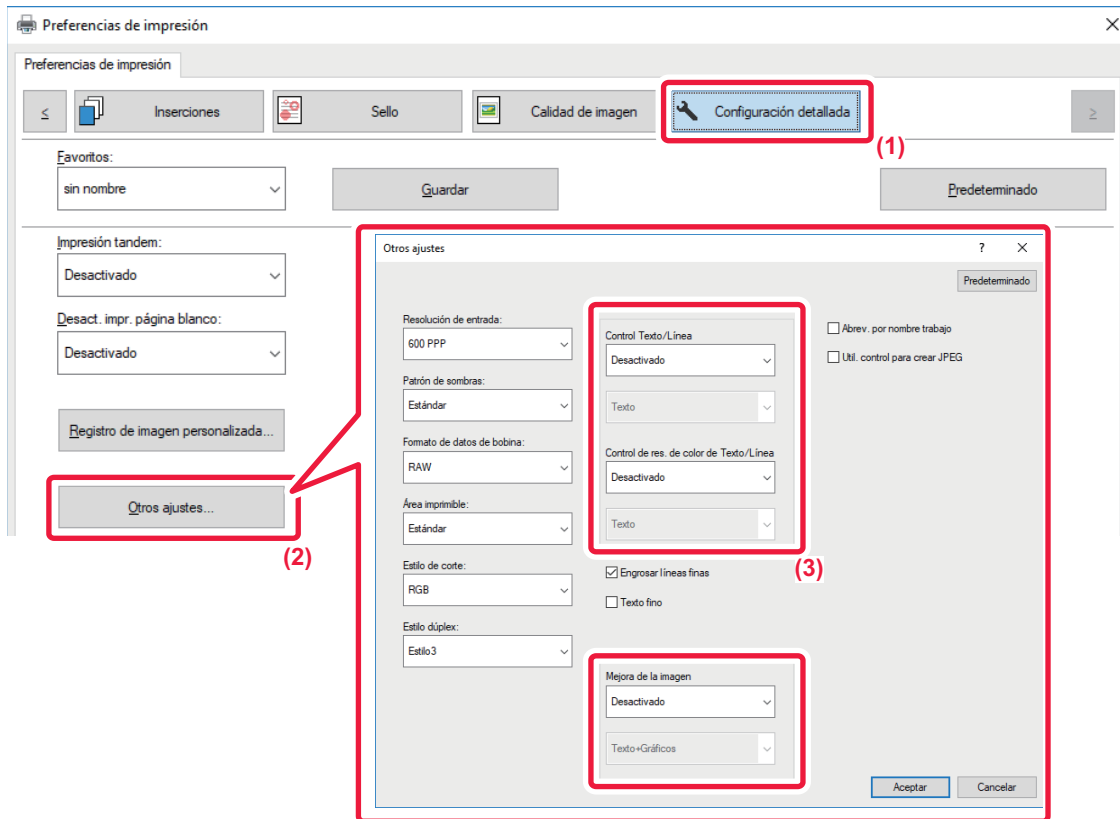 Preferencias de impresión
Preferencias de impresión
≤ Inserciones Sello Calidad de imagen Configuración detallada ≥
(1)
Favoritos:
sin nombre Guardar Predeterminado
Impresión tandem:
Desactivado
Desact. impr. página blanco:
Desactivado
Registro de imagen personalizada...
Otros ajustes...
(2)
Otros ajustes ?
Predeterminado
Resolución de entrada:
600 PPP
Patrón de sombras:
Estándar
Formato de datos de bobina:
RAW
Área imprimible:
Estándar
Estilo de corte:
RGB
Estilo dúplex:
Estilo3
Control Texto/Línea
Desactivado
Texto
Control de res. de color de Texto/Línea
Desactivado
Texto
(3)
Engrosar líneas finas
Texto fino
Mejora de la imagen
Desactivado
Texto+Gráficos
Abrev. por nombre trabajo
Util. control para crear JPEG
Aceptar Cancelar